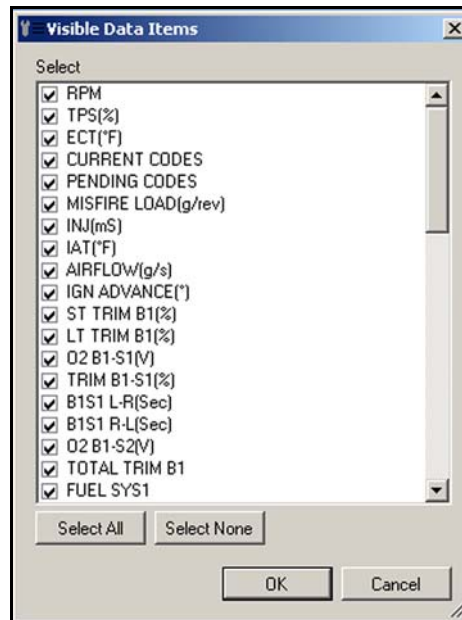 Visible Data Items
Select
RPM
TPS(%)
ECT(°F)
CURRENT CODES
PENDING CODES
MISFIRE LOAD(g/rev)
INJ(mS)
IAT(°F)
AIRFLOW(g/s)
IGN ADVANCE(°)
ST TRIM B1(%)
LT TRIM B1(%)
O2 B1-S1(V)
TRIM B1-S1(%)
B1S1 L-R(Sec)
B1S1 R-L(Sec)
O2 B1-S2(V)
TOTAL TRIM B1
FUEL SYS1
Select All Select None
OK Cancel